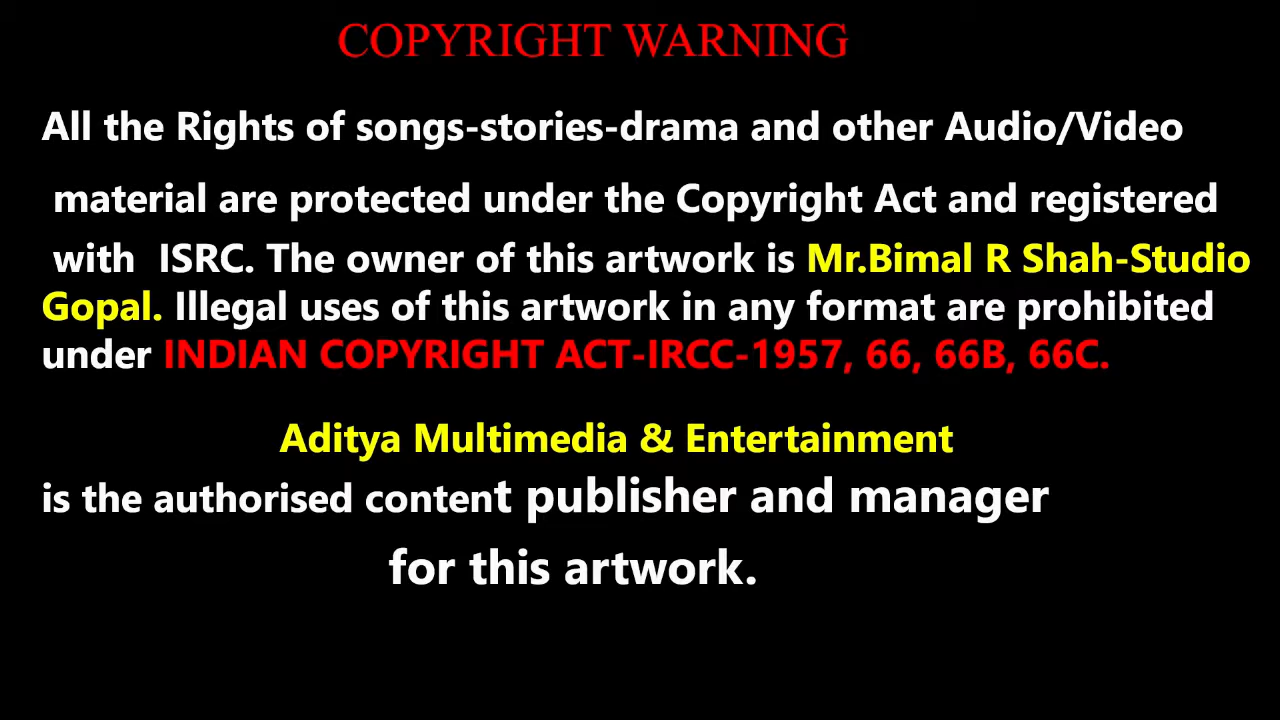 COPYRIGHT WARNING
All the Rights of songs-stories-drama and other Audio/Video
material are protected under the Copyright Act and registered
with ISRC. The owner of this artwork is Mr.Bimal R Shah-Studio
Gopal. Illegal uses of this artwork in any format are prohibited
under INDIAN COPYRIGHT ACT-IRCC-1957, 66, 66B, 66C.
Aditya Multimedia & Entertainment
is the authorised content publisher and manager
for this artwork.